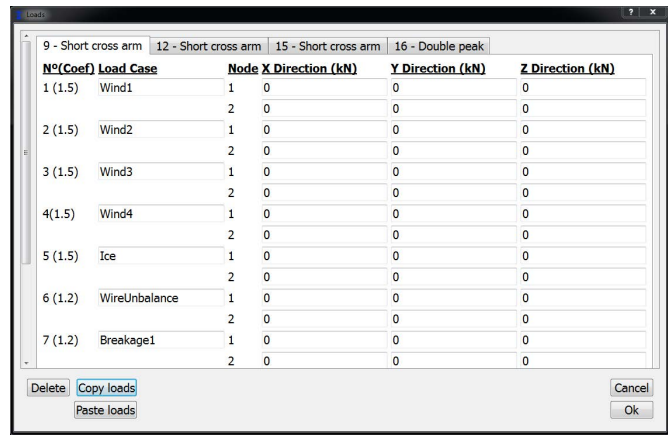 Loads
9 - Short cross arm 12 - Short cross arm 15 - Short cross arm 16 - Double peak
Nº(Coef) Load Case Node X Direction (kN) Y Direction (kN) Z Direction (kN)
1 (1.5) Wind1 1 0 0 0
2 0 0 0
2 (1.5) Wind2 1 0 0 0
2 0 0 0
3 (1.5) Wind3 1 0 0 0
2 0 0 0
4(1.5) Wind4 1 0 0 0
2 0 0 0
5 (1.5) Ice 1 0 0 0
2 0 0 0
6 (1.2) WireUnbalance 1 0 0 0
2 0 0 0
7 (1.2) Breakage1 1 0 0 0
2 0 0 0
Delete Copy loads Cancel
Paste loads Ok